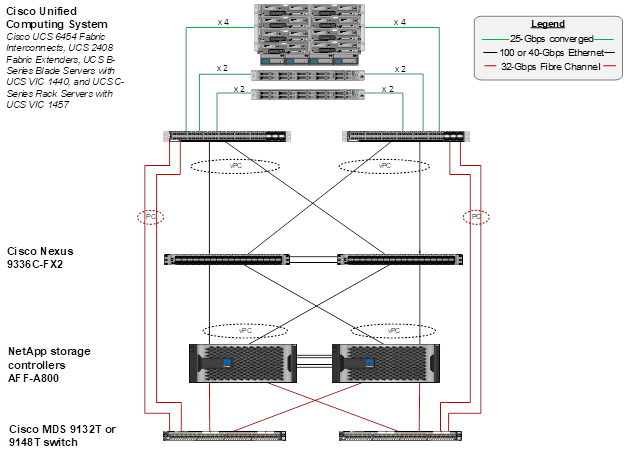 Cisco Unified
Computing System
Cisco UCS 6454 Fabric
Interconnects, UCS 2408
Fabric Extenders, UCS B-
Series Blade Servers with
UCS VIC 1440, and UCSC-
Series Rack Servers with
UCS VIC 1457
x 4
x 4
x 2
x 2
x 2
x 2
Legend
25-Gbps converged
100 or 40-Gbps Ethernet
32-Gbps Fibre Channel
vPC
vPC
PC
PC
Cisco Nexus
9336C-FX2
vPC
vPC
NetApp storage
controllers
AFF-A800
Cisco MDS 9132T or
9148T switch